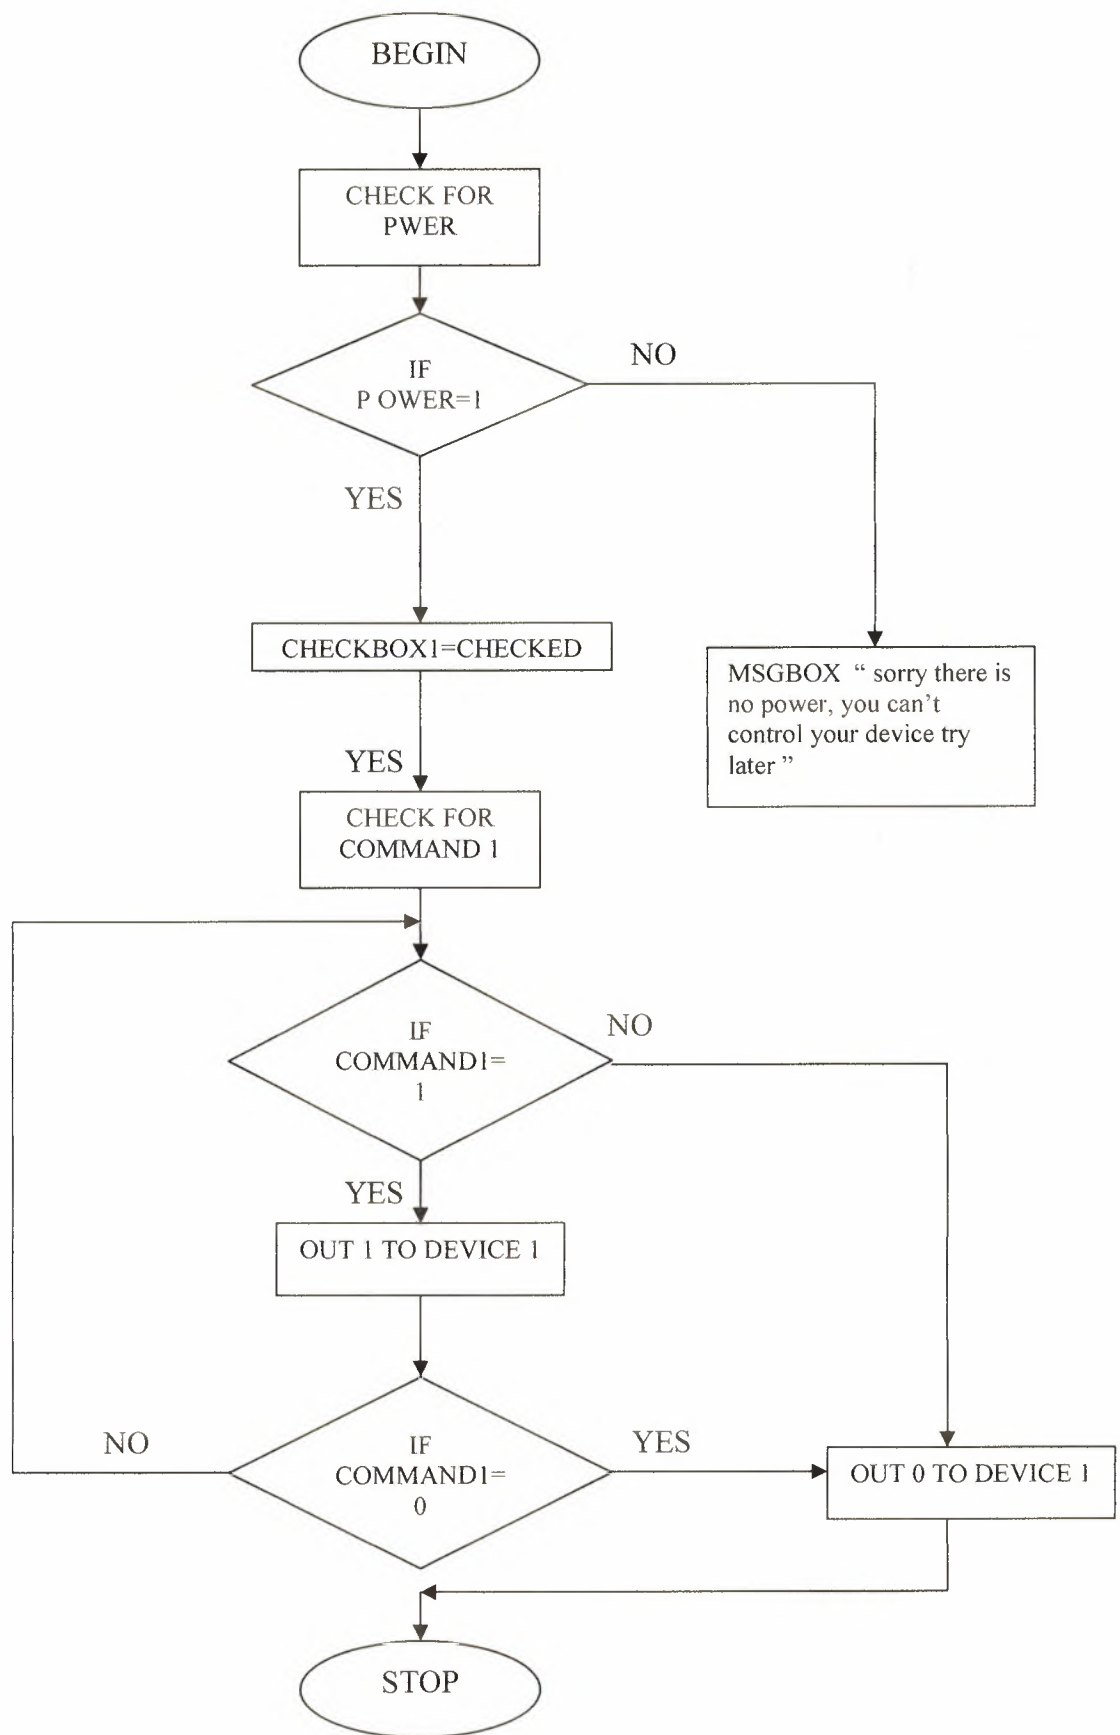 BEGIN
CHECK FOR
PWER
IF
P OWER=1
NO
YES
CHECKBOX1=CHECKED
MSGBOX “ sorry there is
no power, you can’t
control your device try
later ”
YES
CHECK FOR
COMMAND 1
IF
COMMAND1=
1
NO
YES
OUT 1 TO DEVICE 1
NO
IF
COMMAND1=
0
YES
OUT 0 TO DEVICE 1
STOP